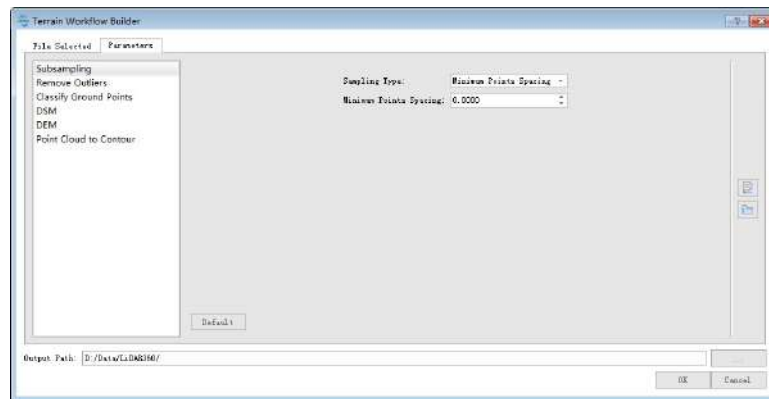 Terrain Workflow Builder
File Selected Parameters
Subsampling
Remove Outliers
Classify Ground Points
DSM
DEM
Point Cloud to Contour
Sampling Type: Minimum Points Spacing
Minimum Points Spacing: 0.0000
Default
Output Path: D:/Data/LiDAR360/
...
OK Cancel